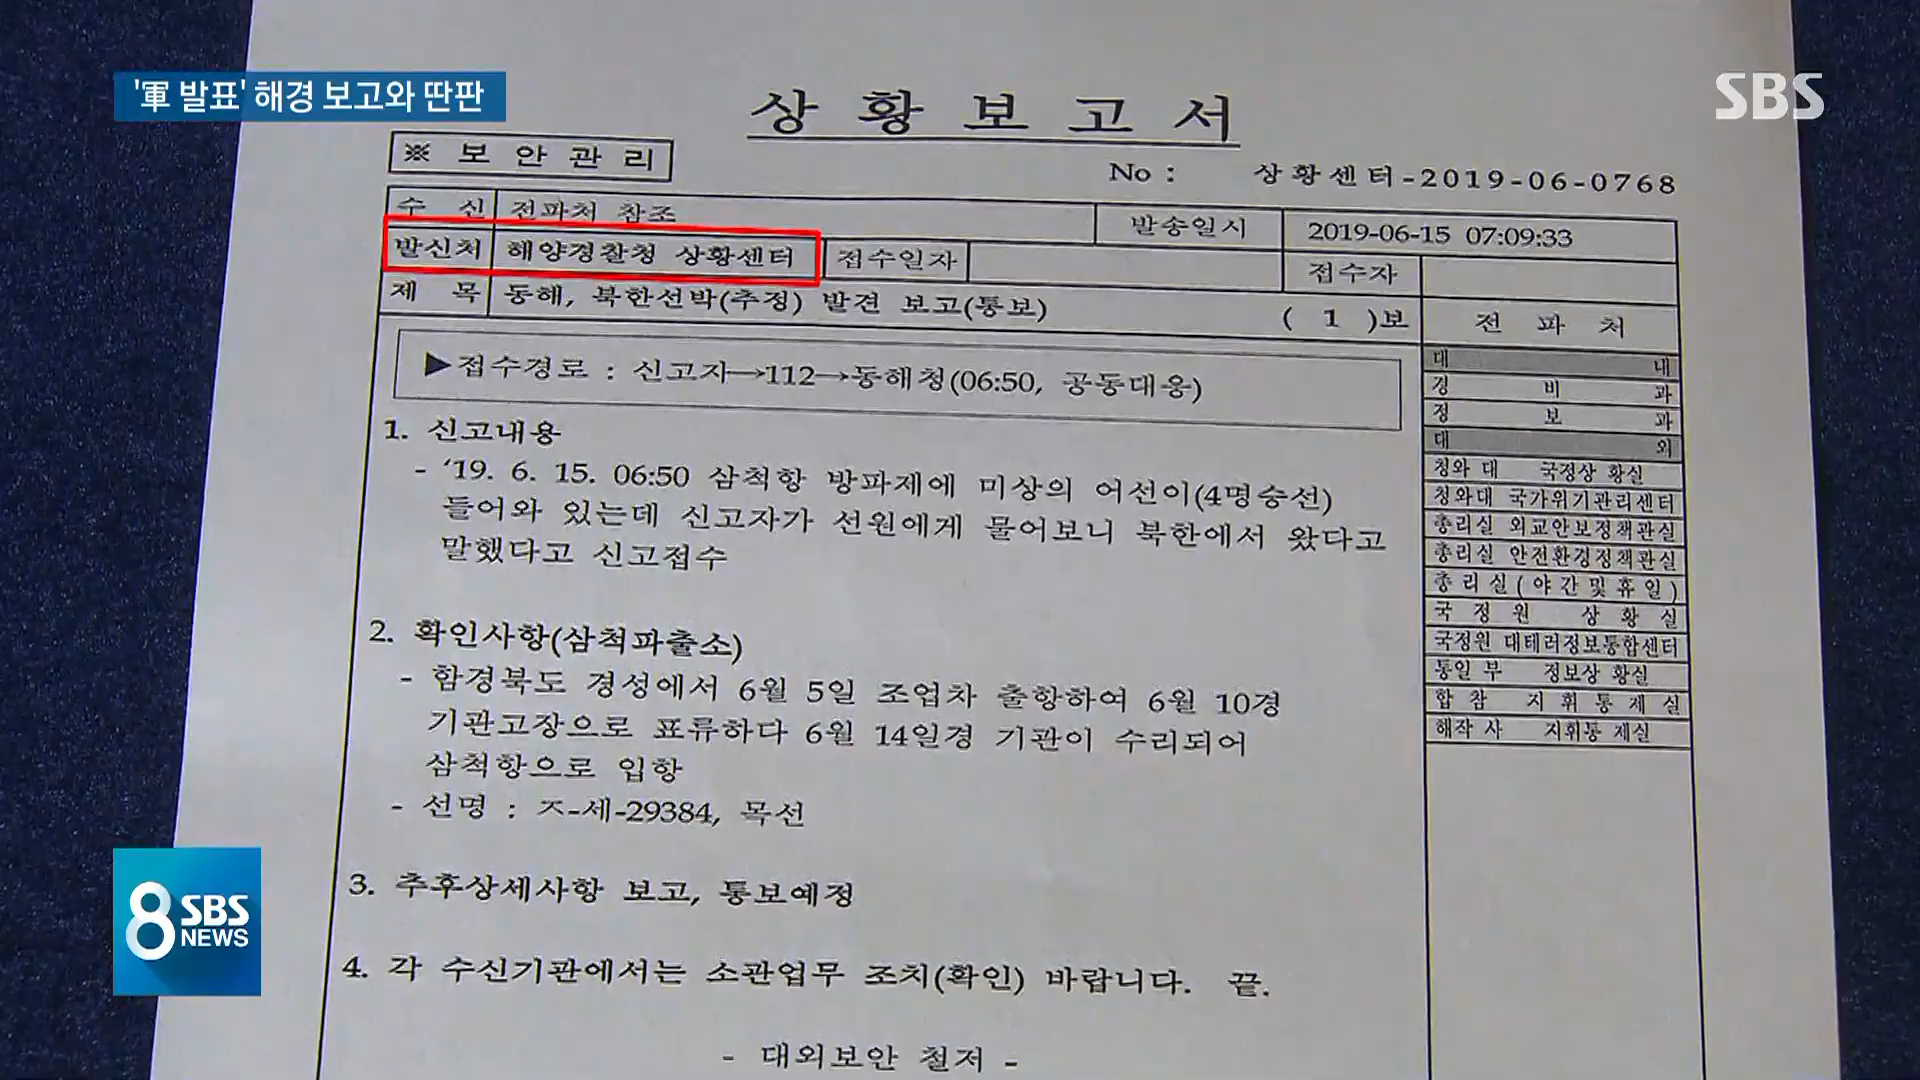 '軍 발표' 해경 보고와 딴판
SBS
상황보고서
※ 보안관리
No : 상황센터-2019-06-0768
수 신 전파처 참조
발송일시 2019-06-15 07:09:33
발신처 해양경찰청 상황센터 접수일자
접수자
제 목 동해, 북한선박(추정) 발견 보고(통보) ( 1 )보
▶접수경로 : 신고자→112→동해청(06:50, 공동대응)
1. 신고내용
- ‘19. 6. 15. 06:50 삼척항 방파제에 미상의 어선이(4명승선)
들어와 있는데 신고자가 선원에게 물어보니 북한에서 왔다고
말했다고 신고접수
2. 확인사항(삼척파출소)
- 함경북도 경성에서 6월 5일 조업차 출항하여 6월 10경
기관고장으로 표류하다 6월 14일경 기관이 수리되어
삼척항으로 입항
- 선명 : ㅈ-세-29384, 목선
3. 추후상세사항 보고, 통보예정
4. 각 수신기관에서는 소관업무 조치(확인) 바랍니다. 끝.
- 대외보안 철저 -
전 파 처
대 내
경 비 과
정 보 과
대 외
청와대 국정상황실
청와대 국가위기관리센터
총리실 외교안보정책관실
총리실 안전환경정책관실
총리실(야간및휴일)
국정원 상황실
국정원 대테러정보통합센터
통일부 정보상황실
합참 지휘통제실
해작사 지휘통제실
8 SBS
NEWS